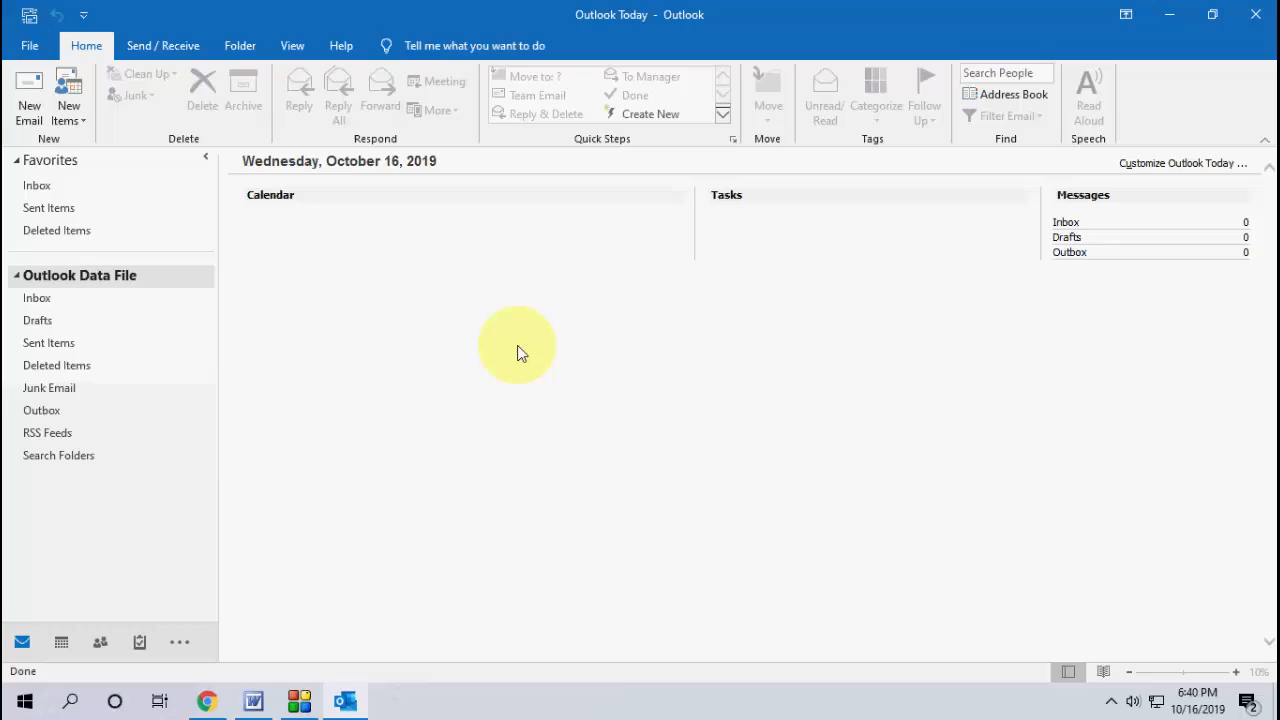 Outlook Today - Outlook
File Home Send / Receive Folder View Help Tell me what you want to do
New Email
New Items
Clean Up
Junk
Delete
Archive
Reply
Reply All
Forward
Meeting
More
Move to: ?
Team Email
Reply & Delete
To Manager
Done
Create New
Move
Unread/ Read
Categorize
Follow Up
Search People
Address Book
Filter Email
Read Aloud
New Delete Respond Quick Steps Move Tags Find Speech
Favorites
Inbox
Sent Items
Deleted Items
Outlook Data File
Inbox
Drafts
Sent Items
Deleted Items
Junk Email
Outbox
RSS Feeds
Search Folders
Wednesday, October 16, 2019
Customize Outlook Today ...
Calendar
Tasks
Messages
Inbox 0
Drafts 0
Outbox 0
Done
10%
6:40 PM
10/16/2019
2